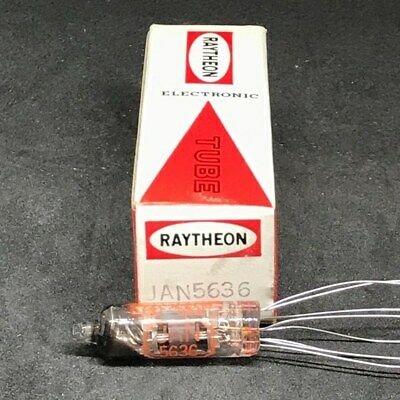 RAYTHEON
ELECTRONIC
TUBE
RAYTHEON
JAN5636
5636